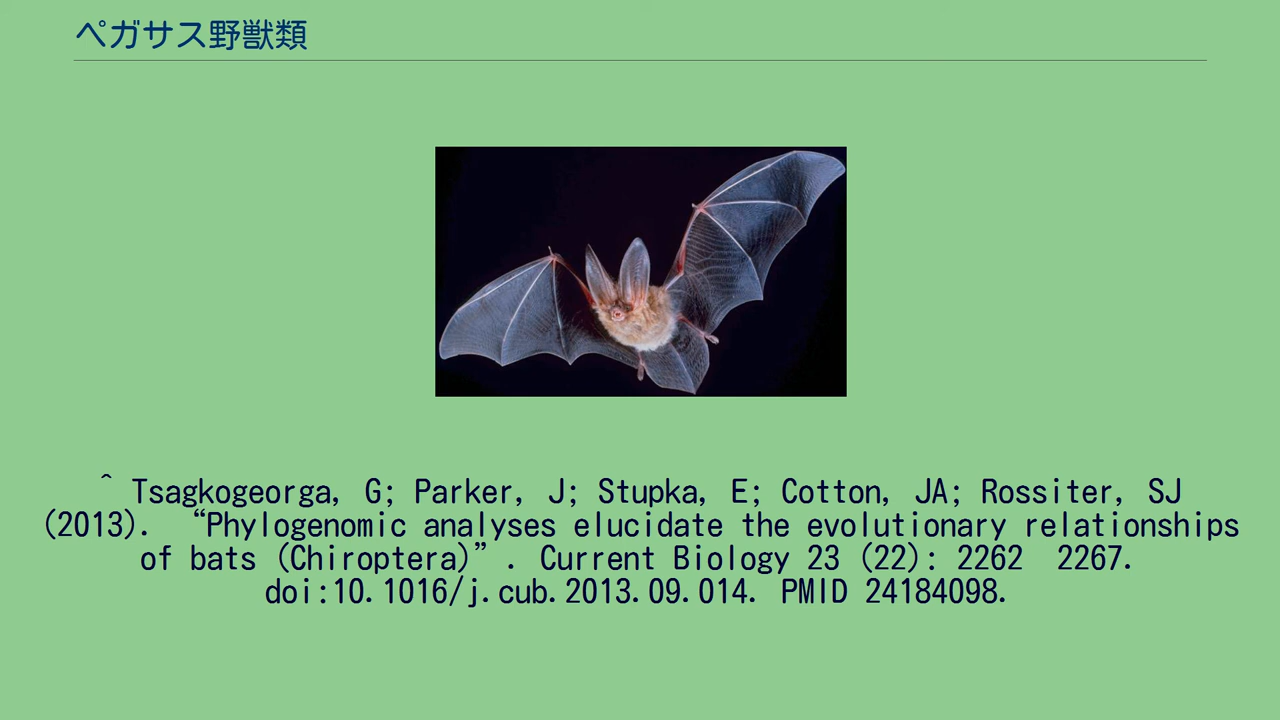 ペガサス野獣類
^ Tsagkogeorga, G; Parker, J; Stupka, E; Cotton, JA; Rossiter, SJ
(2013). “Phylogenomic analyses elucidate the evolutionary relationships
of bats (Chiroptera)”. Current Biology 23 (22): 2262 2267.
doi:10.1016/j.cub.2013.09.014. PMID 24184098.